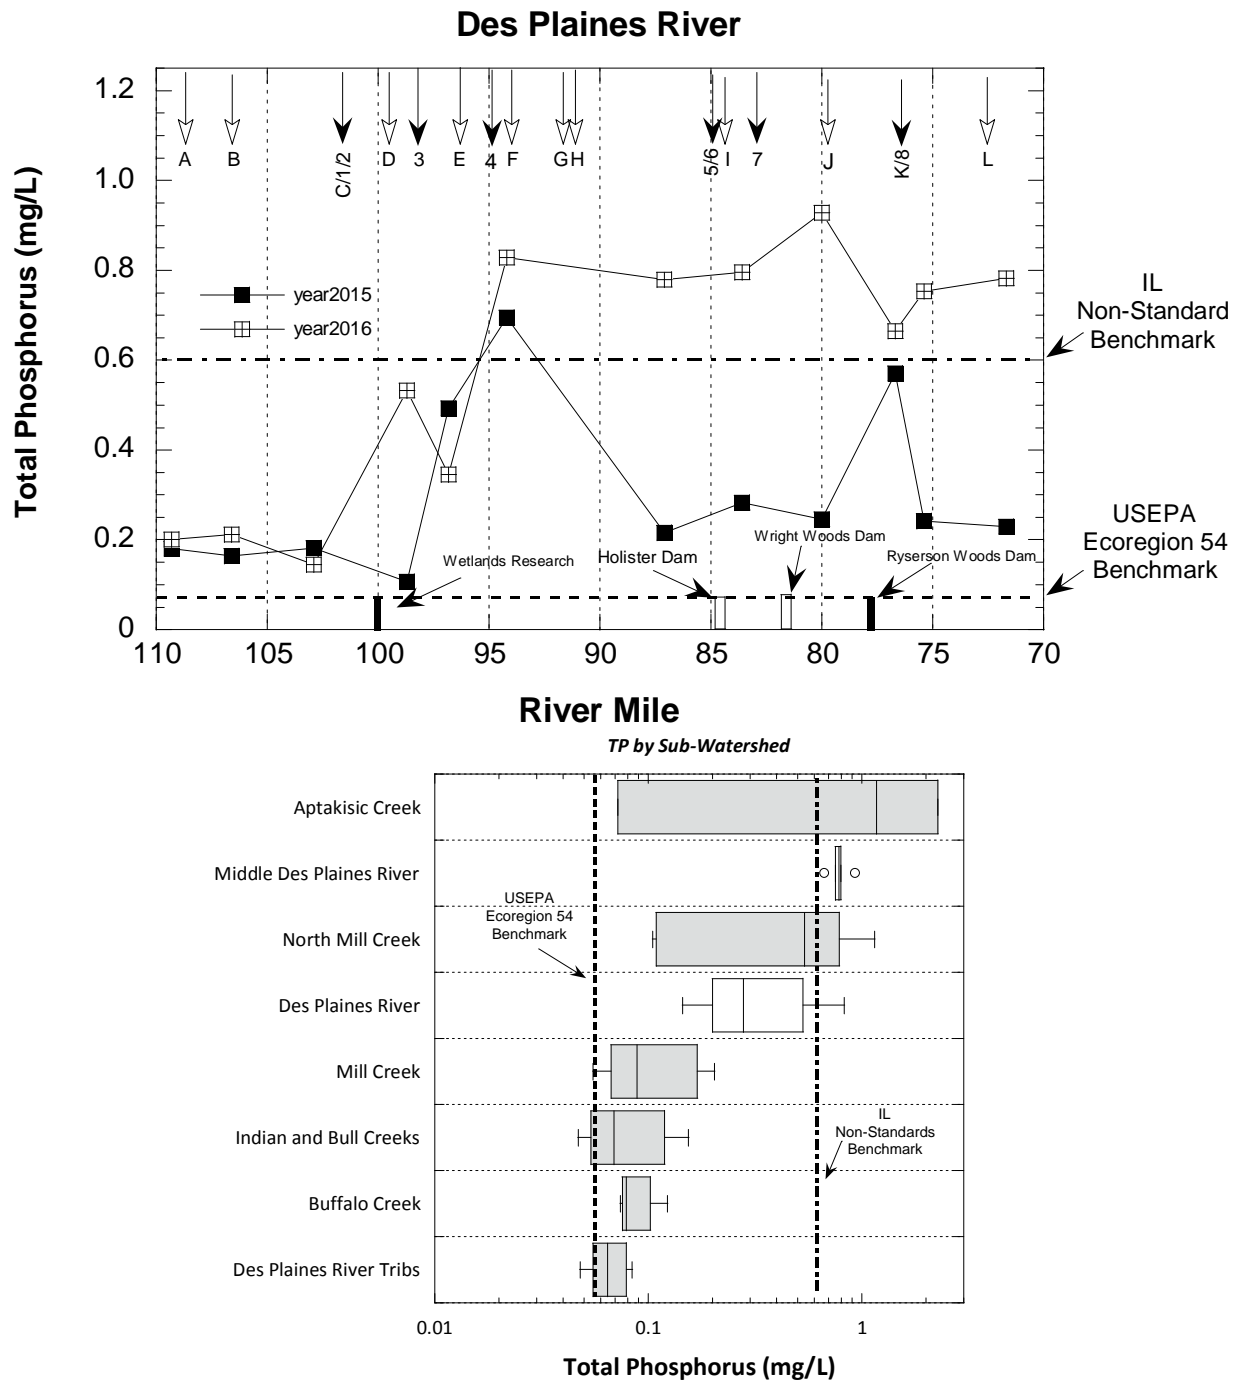 Des Plaines River
1.2
1.0
0.8
0.6
0.4
0.2
0
Total Phosphorus (mg/L)
A
B
C/1/2
D
3
E
4
F
G
H
5/6
I
7
J
K/8
L
year2015
year2016
IL
Non-Standard
Benchmark
USEPA
Ecoregion 54
Benchmark
Wetlands Research
Holister Dam
Wright Woods Dam
Ryserson Woods Dam
110
105
100
95
90
85
80
75
70
River Mile
TP by Sub-Watershed
Aptakisic Creek
Middle Des Plaines River
North Mill Creek
Des Plaines River
Mill Creek
Indian and Bull Creeks
Buffalo Creek
Des Plaines River Tribs
USEPA
Ecoregion 54
Benchmark
IL
Non-Standards
Benchmark
0.01
0.1
1
Total Phosphorus (mg/L)